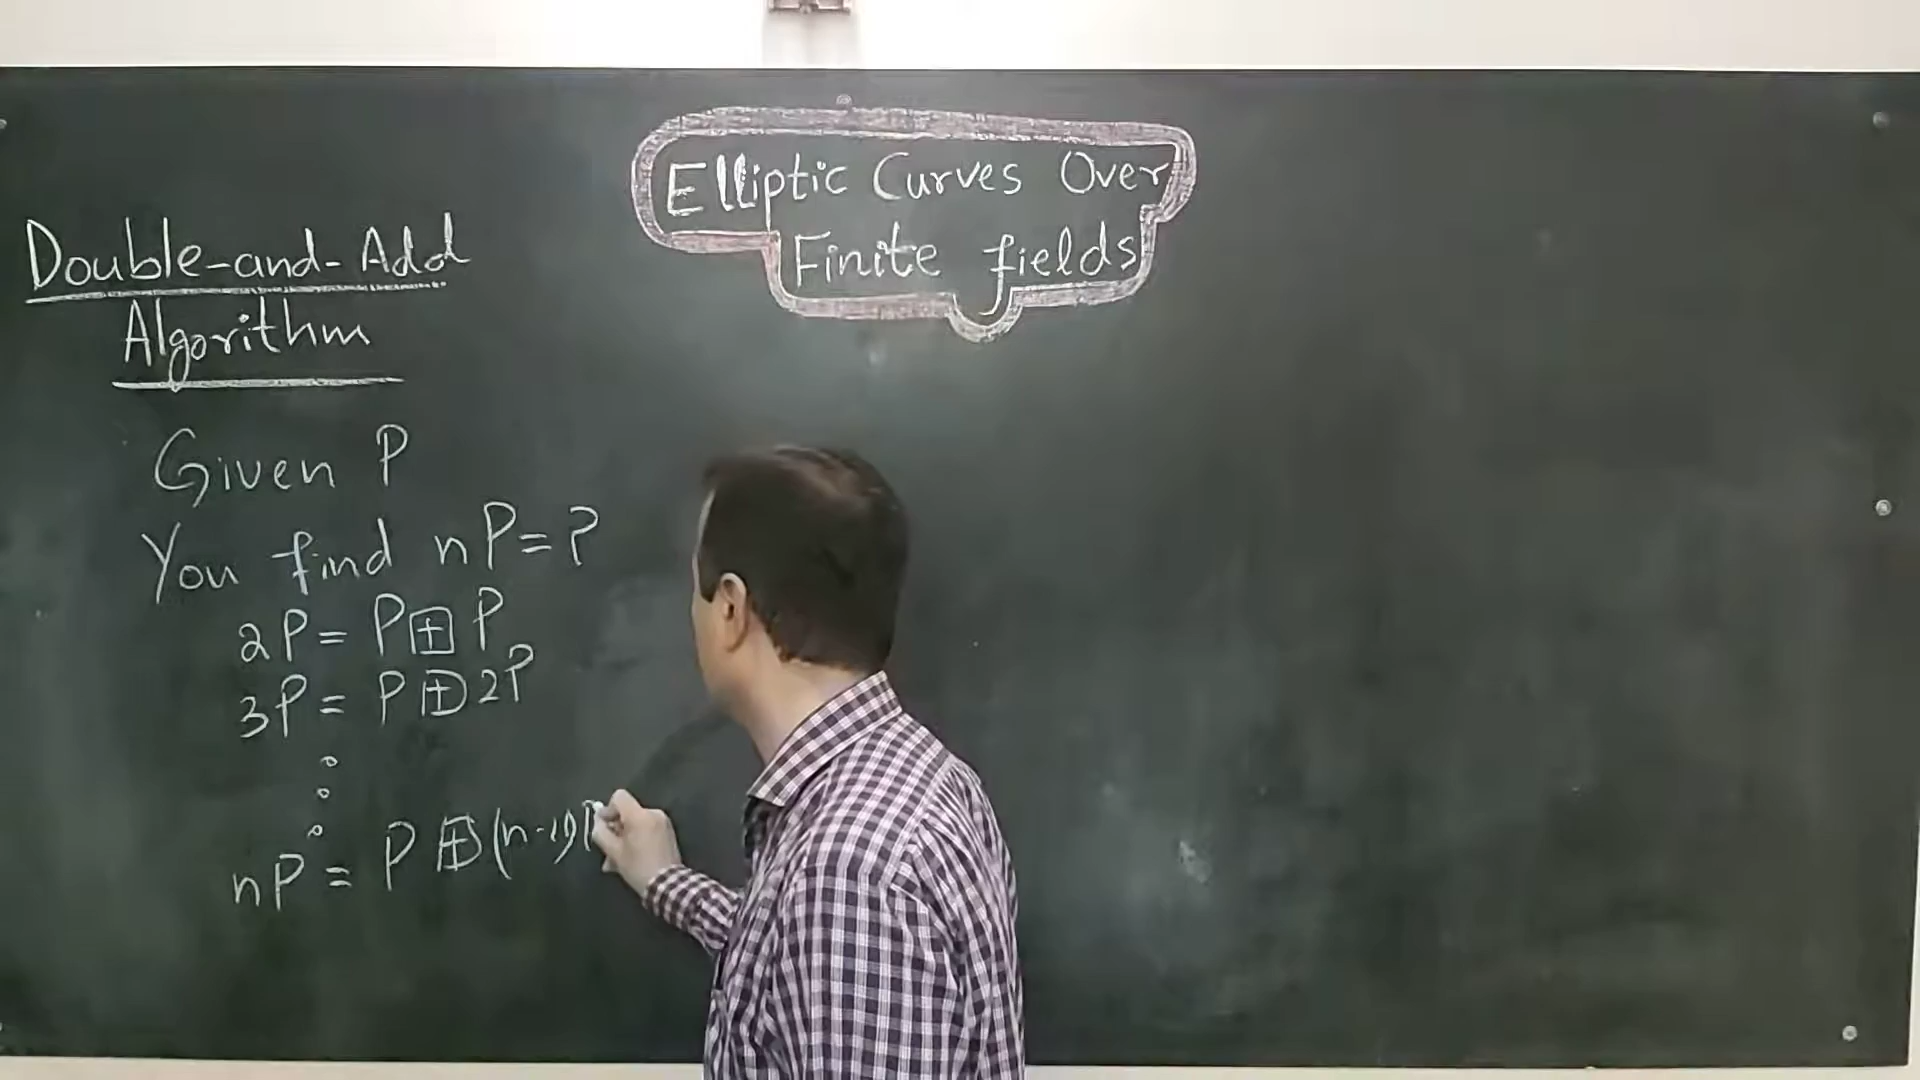 Elliptic Curves Over
Finite fields
Double-and-Add
Algorithm
Given P
You find nP=?
2P = P ⊞ P
3P = P ⊞ 2P
nP = P ⊞ (n-1)